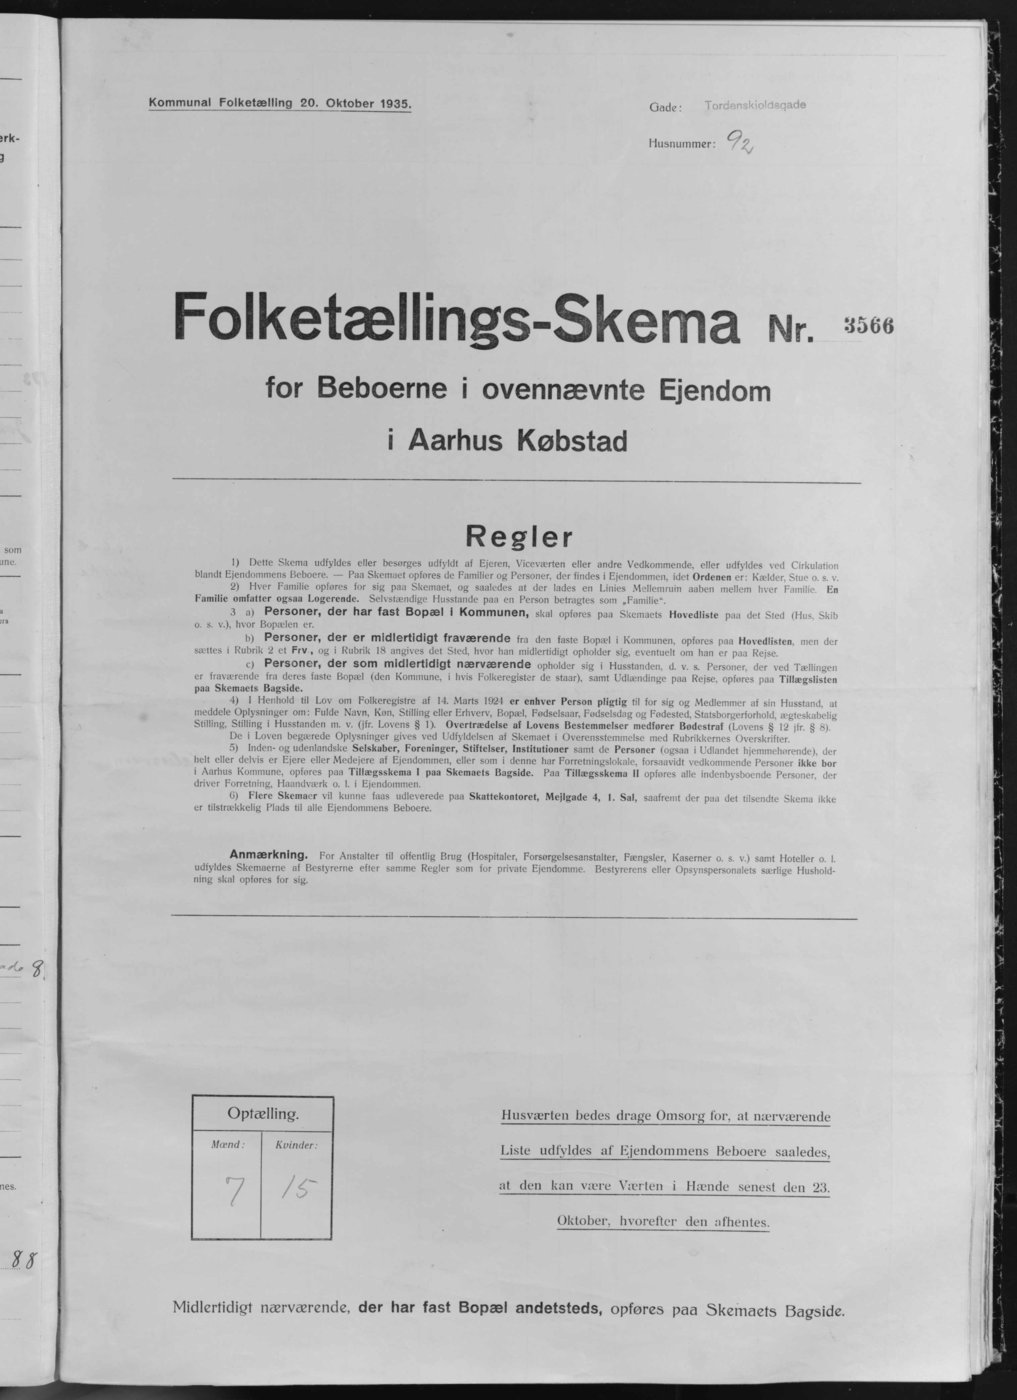 Kommunal Folketælling 20. Oktober 1935.
Gade: Tordenskioldsgade
Husnummer: 92
Folketællings-Skema Nr. 3566
for Beboerne i ovennævnte Ejendom
i Aarhus Købstad
Regler
1) Dette Skema udfyldes eller besørges udfyldt af Ejeren, Viceværten eller andre Vedkommende, eller udfyldes ved Cirkulation
blandt Ejendommens Beboere. — Paa Skemaet opføres de Familier og Personer, der findes i Ejendommen, idet Ordenen er: Kælder, Stue o. s. v.
2) Hver Familie opføres for sig paa Skemaet, og saaledes at der lades en Linies Mellemrum aaben mellem hver Familie. En
Familie omfatter ogsaa Logerende. Selvstændige Husstande paa en Person betragtes som „Familie“.
3 a) Personer, der har fast Bopæl i Kommunen, skal opføres paa Skemaets Hovedliste paa det Sted (Hus, Skib
o. s. v.), hvor Bopælen er.
b) Personer, der er midlertidigt fraværende fra den faste Bopæl i Kommunen, opføres paa Hovedlisten, men der
sættes i Rubrik 2 et Frv., og i Rubrik 18 angives det Sted, hvor han midlertidigt opholder sig, eventuelt om han er paa Rejse.
c) Personer, der som midlertidigt nærværende opholder sig i Husstanden, d. v. s. Personer, der ved Tællingen
er fraværende fra deres faste Bopæl (den Kommune, i hvis Folkeregister de staar), samt Udlændinge paa Rejse, opføres paa Tillægslisten
paa Skemaets Bagside.
4) I Henhold til Lov om Folkeregistre af 14. Marts 1924 er enhver Person pligtig til for sig og Medlemmer af sin Husstand, at
meddele Oplysninger om: Fulde Navn, Køn, Stilling eller Erhverv, Bopæl, Fødselsaar, Fødselsdag og Fødested, Statsborgerforhold, ægteskabelig
Stilling, Stilling i Husstanden m. v. (jfr. Lovens § 1). Overtrædelse af Lovens Bestemmelser medfører Bødestraf (Lovens § 12 jfr. § 8).
De i Loven begærede Oplysninger gives ved Udfyldelsen af Skemaet i Overensstemmelse med Rubrikkernes Overskrifter.
5) Inden- og udenlandske Selskaber, Foreninger, Stiftelser, Institutioner samt de Personer (ogsaa i Udlandet hjemmehørende), der
helt eller delvis er Ejere eller Medejere af Ejendommen, eller som i denne har Forretningslokale, forsaavidt vedkommende Personer ikke bor
i Aarhus Kommune, opføres paa Tillægsskema I paa Skemaets Bagside. Paa Tillægsskema II opføres alle indenbysboende Personer, der
driver Forretning, Haandværk o. l. i Ejendommen.
6) Flere Skemaer vil kunne faas udleverede paa Skattekontoret, Mejlgade 4, 1. Sal, saafremt der paa det tilsendte Skema ikke
er tilstrækkelig Plads til alle Ejendommens Beboere.
Anmærkning. For Anstalter til offentlig Brug (Hospitaler, Forsørgelsesanstalter, Fængsler, Kaserner o. s. v.) samt Hoteller o. l.
udfyldes Skemaerne af Bestyrerne efter samme Regler som for private Ejendomme. Bestyrerens eller Opsynspersonalets særlige Hushold-
ning skal opføres for sig.
Optælling.
Mænd: Kvinder:
7 15
Husværten bedes drage Omsorg for, at nærværende
Liste udfyldes af Ejendommens Beboere saaledes,
at den kan være Værten i Hænde senest den 23.
Oktober, hvorefter den afhentes.
Midlertidigt nærværende, der har fast Bopæl andetsteds, opføres paa Skemaets Bagside.
som
8
88